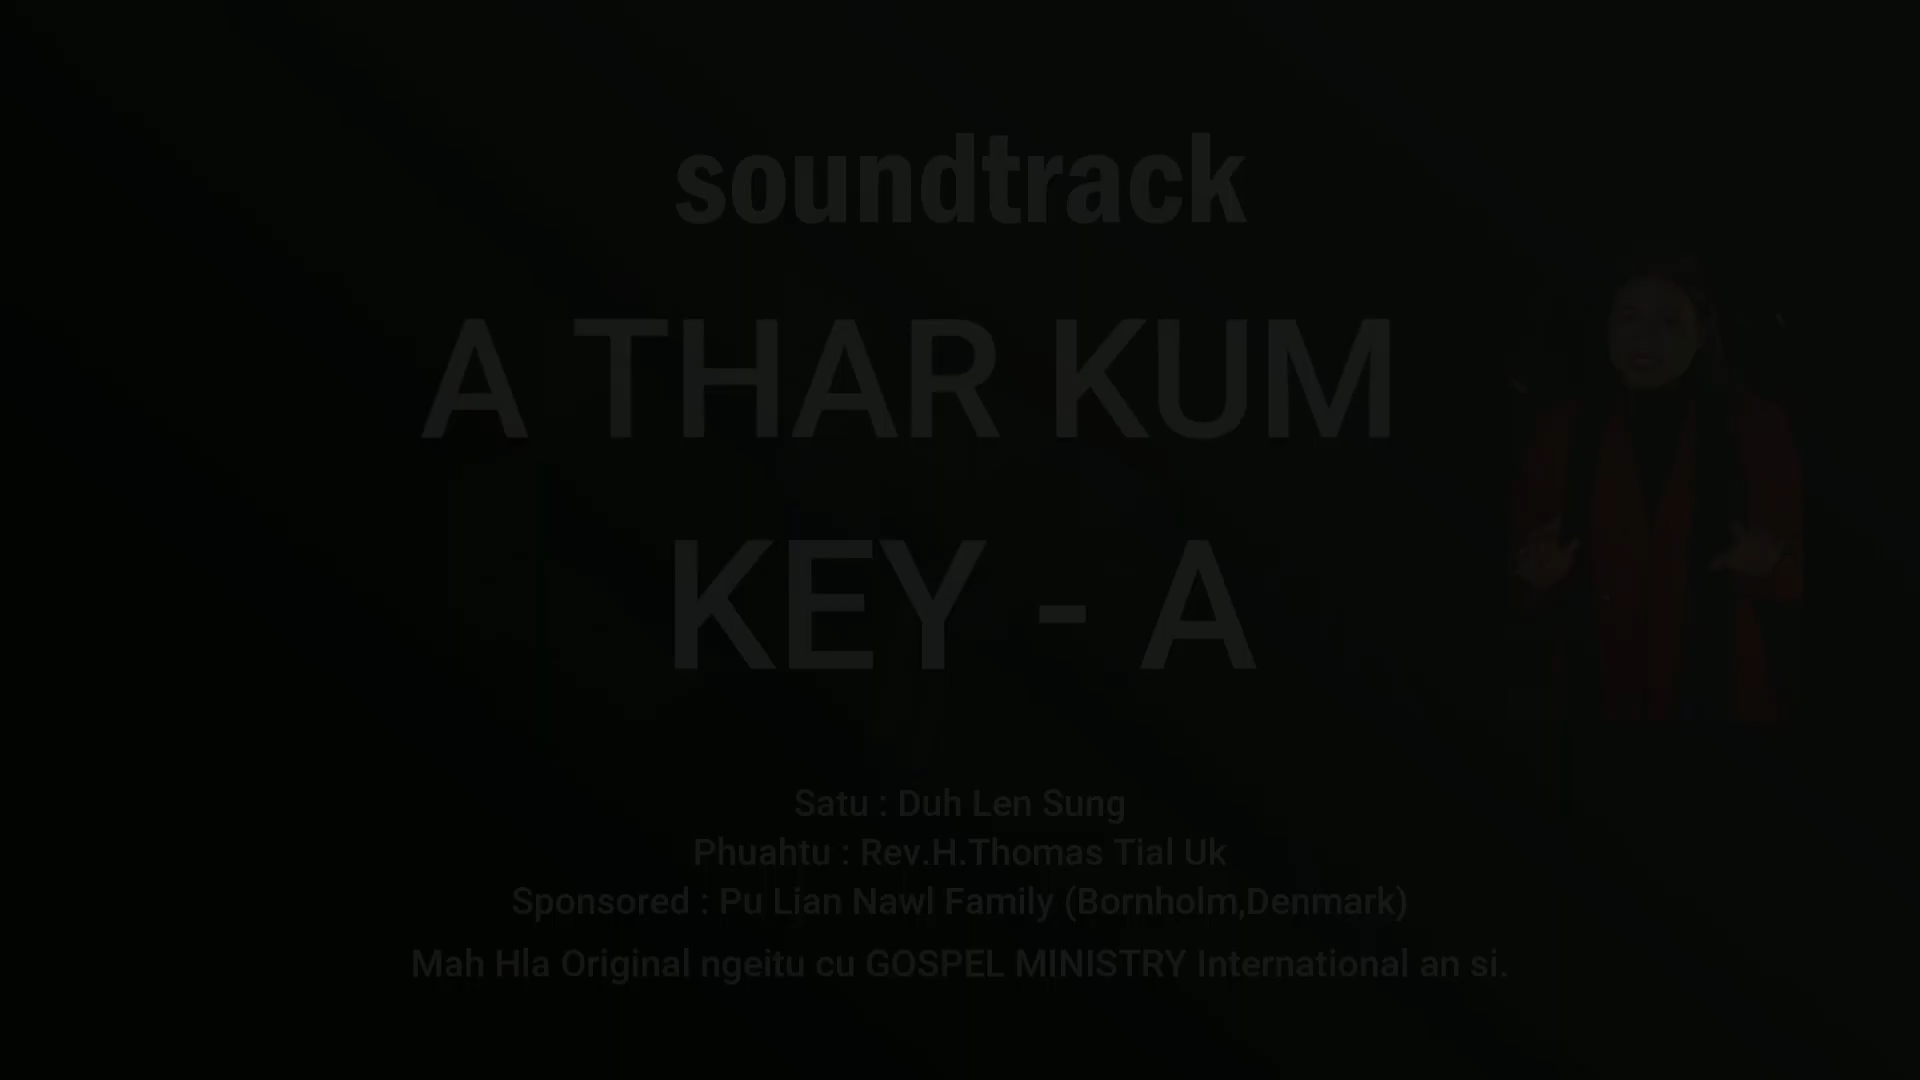 soundtrack
A THAR KUM
KEY - A
Satu : Duh Len Sung
Phuahtu : Rev.H.Thomas Tial Uk
Sponsored : Pu Lian Nawl Family (Bornholm,Denmark)
Mah Hla Original ngeitu cu GOSPEL MINISTRY International an si.